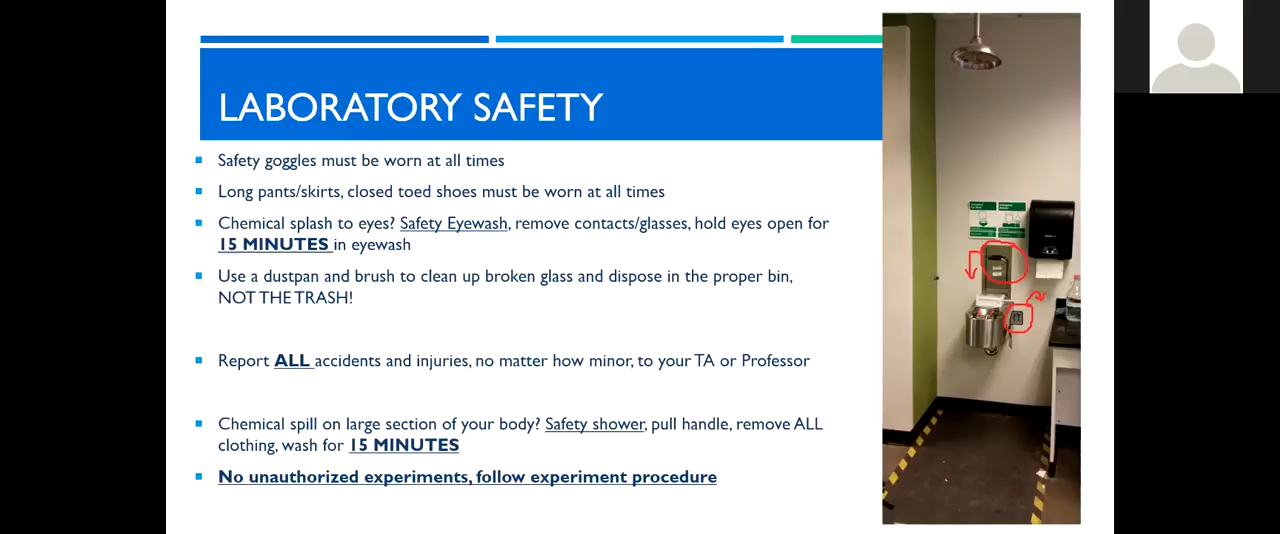 LABORATORY SAFETY
Safety goggles must be worn at all times
Long pants/skirts, closed toed shoes must be worn at all times
Chemical splash to eyes? Safety Eyewash, remove contacts/glasses, hold eyes open for
15 MINUTES in eyewash
Use a dustpan and brush to clean up broken glass and dispose in the proper bin,
NOT THE TRASH!
Report ALL accidents and injuries, no matter how minor, to your TA or Professor
Chemical spill on large section of your body? Safety shower, pull handle, remove ALL
clothing, wash for 15 MINUTES
No unauthorized experiments, follow experiment procedure